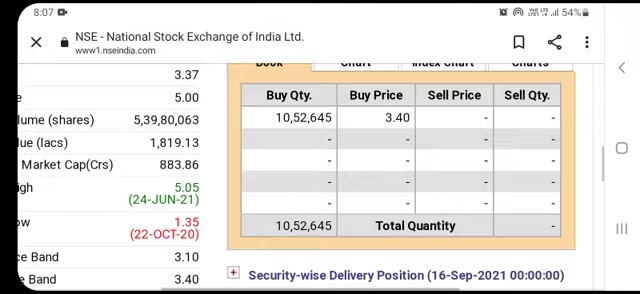 8:07
54%
NSE - National Stock Exchange of India Ltd.
www1.nseindia.com
3.37
Book Chart Index Chart Charts
e 5.00
Buy Qty. Buy Price Sell Price Sell Qty.
lume (shares) 5,39,80,063
10,52,645 3.40 - -
lue (lacs) 1,819.13
- - - -
Market Cap(Crs) 883.86
- - - -
igh 5.05
(24-JUN-21)
- - - -
- - - -
ow 1.35
(22-OCT-20)
10,52,645 Total Quantity -
ce Band 3.10
e Band 3.40
Security-wise Delivery Position (16-Sep-2021 00:00:00)